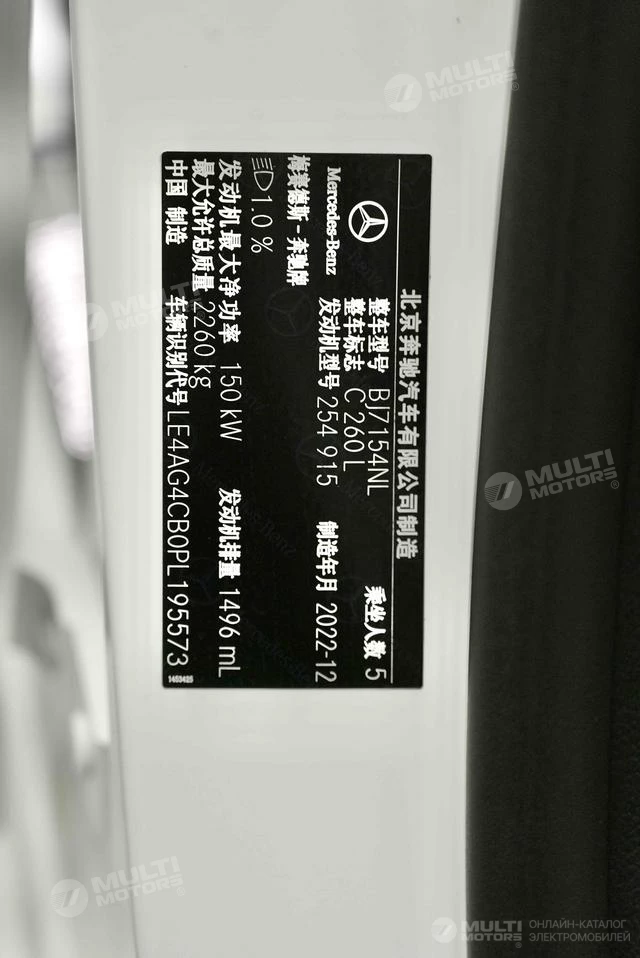 北京奔驰汽车有限公司制造
Mercedes-Benz
梅赛德斯-奔驰牌
整车型号 BJ7154NL 乘坐人数 5
整车标志 C 260 L
发动机型号 254 915 制造年月 2022-12
1.0 %
发动机最大净功率 150 kW 发动机排量 1496 mL
最大允许总质量 2260 kg
中国 制造 车辆识别代号 LE4AG4CB0PL195573
1453425
MULTI MOTORS
MULTI MOTORS
MULTI MOTORS
MULTI MOTORS
MULTI MOTORS
ОНЛАЙН-КАТАЛОГ
ЭЛЕКТРОМОБИЛЕЙ